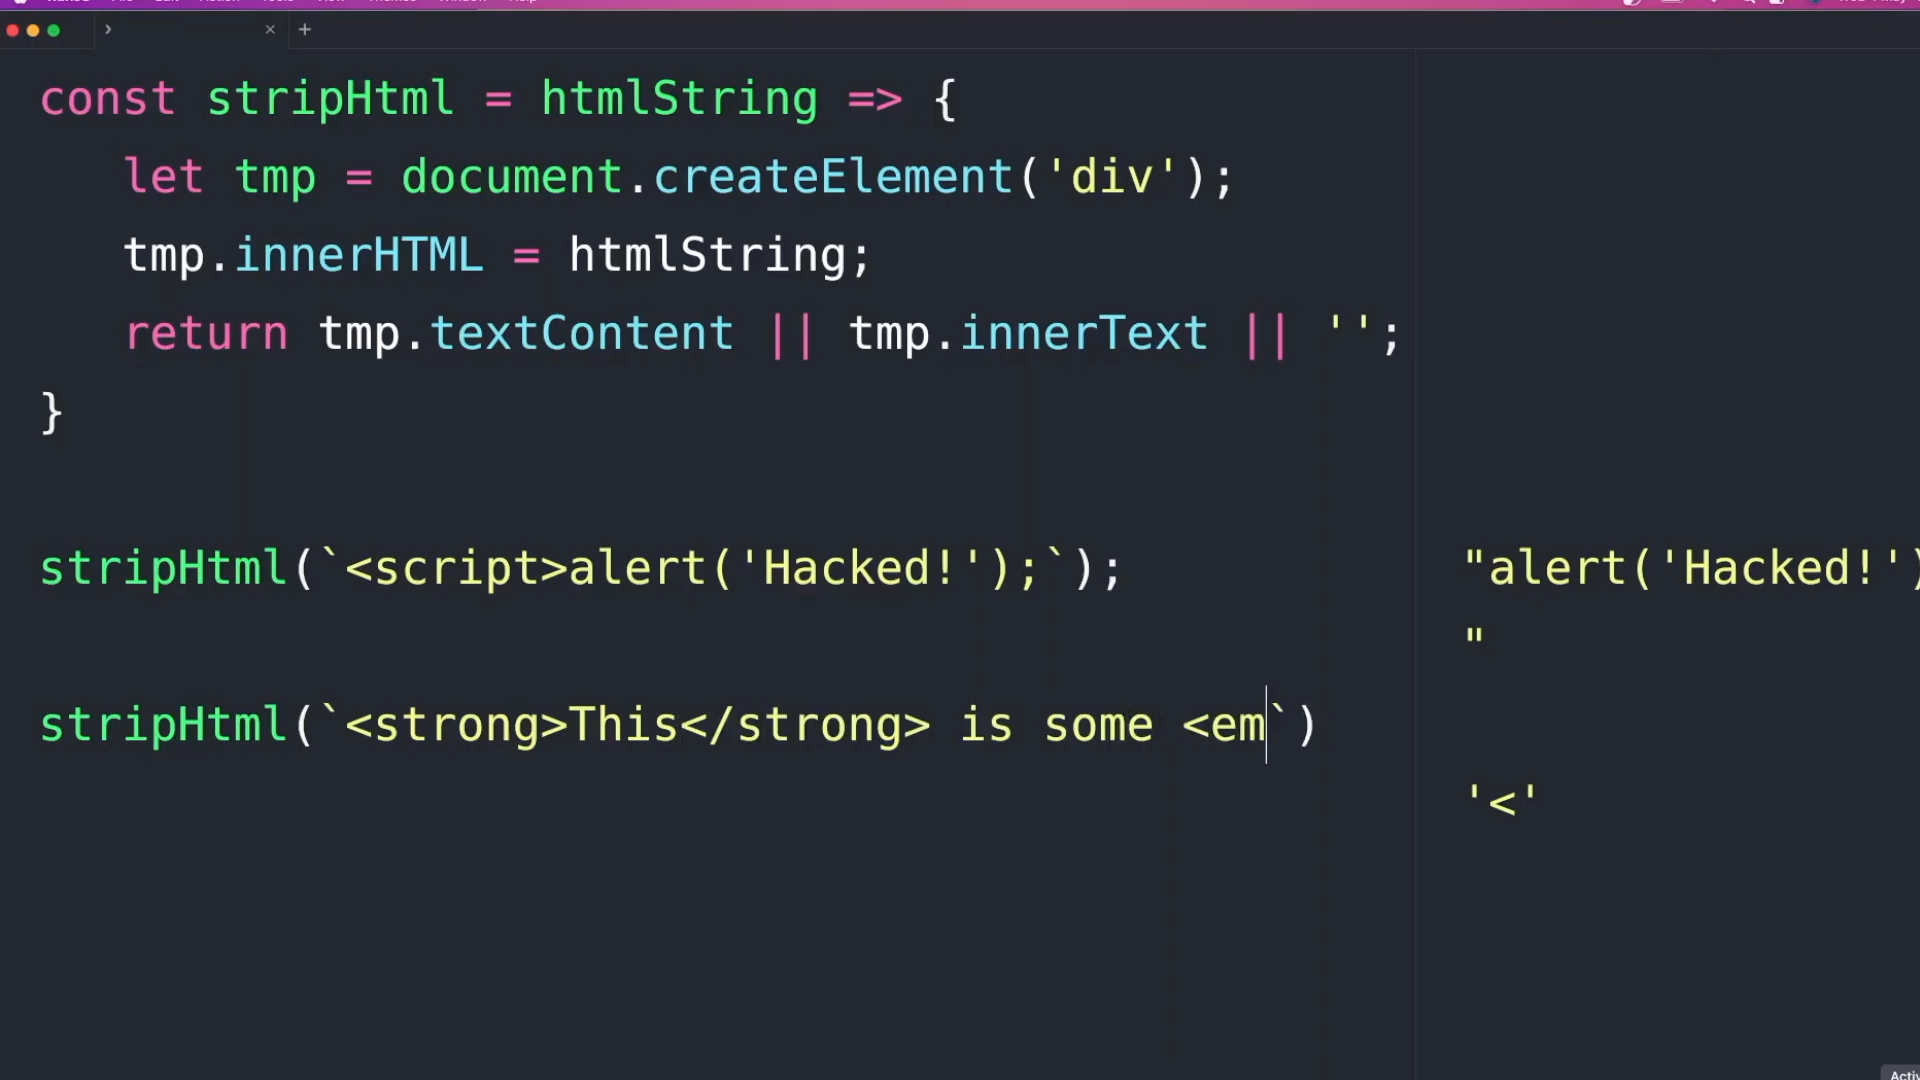 const stripHtml = htmlString => {
let tmp = document.createElement('div');
tmp.innerHTML = htmlString;
return tmp.textContent || tmp.innerText || '';
}
stripHtml(`<script>alert('Hacked!');`);
"alert('Hacked!')
"
stripHtml(`<strong>This</strong> is some <em`)
'<'